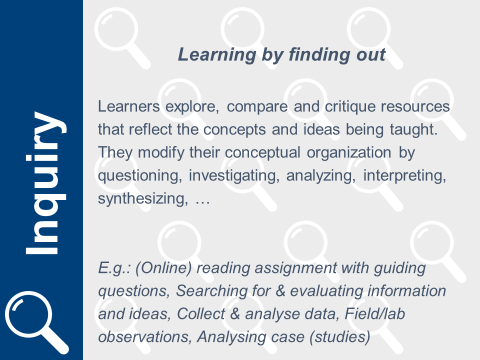 Inquiry
Learning by finding out
Learners explore, compare and critique resources
that reflect the concepts and ideas being taught.
They modify their conceptual organization by
questioning, investigating, analyzing, interpreting,
synthesizing, …
E.g.: (Online) reading assignment with guiding
questions, Searching for & evaluating information
and ideas, Collect & analyse data, Field/lab
observations, Analysing case (studies)